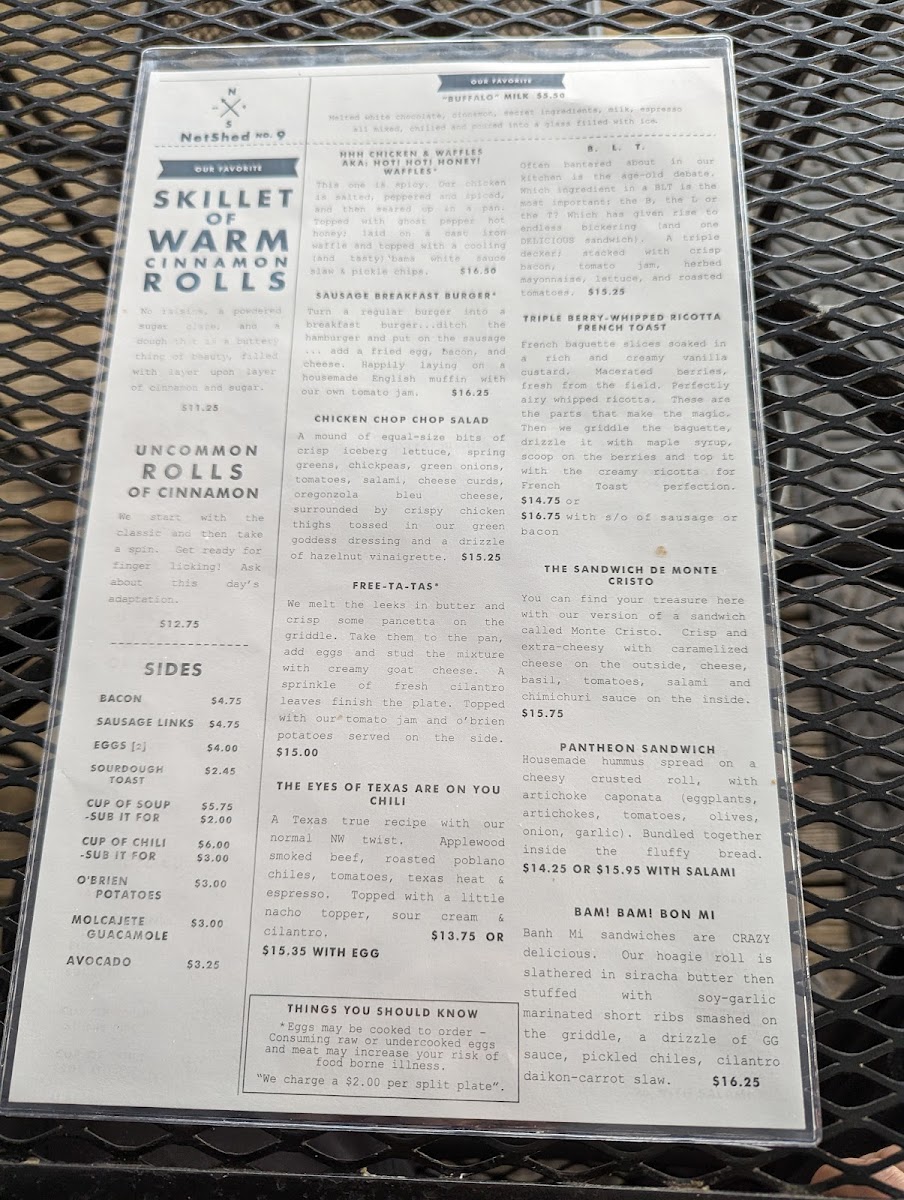 N
S
NetShed No. 9
OUR FAVORITE
SKILLET
OF
WARM
CINNAMON
ROLLS
No raisins, a powdered
sugar glaze, and a
dough that is a buttery
thing of beauty, filled
with layer upon layer
of cinnamon and sugar.
$11.25
UNCOMMON
ROLLS
OF CINNAMON
We start with the
classic and then take
a spin. Get ready for
finger licking! Ask
about this day's
adaptation.
$12.75
SIDES
BACON $4.75
SAUSAGE LINKS $4.75
EGGS [2] $4.00
SOURDOUGH $2.45
TOAST
CUP OF SOUP $5.75
-SUB IT FOR $2.00
CUP OF CHILI $6.00
-SUB IT FOR $3.00
O'BRIEN $3.00
POTATOES
MOLCAJETE $3.00
GUACAMOLE
AVOCADO $3.25
OUR FAVORITE
"BUFFALO" MILK $5.50
Melted white chocolate, cinnamon, secret ingredients, milk, espresso
all mixed, chilled and poured into a glass filled with ice.
HHH CHICKEN & WAFFLES
AKA: HOT! HOT! HONEY!
WAFFLES*
This one is spicy. Our chicken
is salted, peppered and spiced,
and then seared up in a pan.
Topped with ghost pepper hot
honey; laid on a cast iron
waffle and topped with a cooling
(and tasty)'bama white sauce
slaw & pickle chips. $16.50
SAUSAGE BREAKFAST BURGER*
Turn a regular burger into a
breakfast burger...ditch the
hamburger and put on the sausage
... add a fried egg, bacon, and
cheese. Happily laying on a
housemade English muffin with
our own tomato jam. $16.25
CHICKEN CHOP CHOP SALAD
A mound of equal-size bits of
crisp iceberg lettuce, spring
greens, chickpeas, green onions,
tomatoes, salami, cheese curds,
oregonzola bleu cheese,
surrounded by crispy chicken
thighs tossed in our green
goddess dressing and a drizzle
of hazelnut vinaigrette. $15.25
FREE-TA-TAS*
We melt the leeks in butter and
crisp some pancetta on the
griddle. Take them to the pan,
add eggs and stud the mixture
with creamy goat cheese. A
sprinkle of fresh cilantro
leaves finish the plate. Topped
with our tomato jam and o'brien
potatoes served on the side.
$15.00
THE EYES OF TEXAS ARE ON YOU
CHILI
A Texas true recipe with our
normal NW twist. Applewood
smoked beef, roasted poblano
chiles, tomatoes, texas heat &
espresso. Topped with a little
nacho topper, sour cream &
cilantro. $13.75 OR
$15.35 WITH EGG
THINGS YOU SHOULD KNOW
*Eggs may be cooked to order -
Consuming raw or undercooked eggs
and meat may increase your risk of
food borne illness.
"We charge a $2.00 per split plate".
B. L. T.
Often bantered about in our
kitchen is the age-old debate.
Which ingredient in a BLT is the
most important; the B, the L or
the T? Which has given rise to
endless bickering (and one
DELICIOUS sandwich). A triple
decker; stacked with crisp
bacon, tomato jam, herbed
mayonnaise, lettuce, and roasted
tomatoes. $15.25
TRIPLE BERRY-WHIPPED RICOTTA
FRENCH TOAST
French baguette slices soaked in
a rich and creamy vanilla
custard. Macerated berries,
fresh from the field. Perfectly
airy whipped ricotta. These are
the parts that make the magic.
Then we griddle the baguette,
drizzle it with maple syrup,
scoop on the berries and top it
with the creamy ricotta for
French Toast perfection.
$14.75 or
$16.75 with s/o of sausage or
bacon
THE SANDWICH DE MONTE
CRISTO
You can find your treasure here
with our version of a sandwich
called Monte Cristo. Crisp and
extra-cheesy with caramelized
cheese on the outside, cheese,
basil, tomatoes, salami and
chimichuri sauce on the inside.
$15.75
PANTHEON SANDWICH
Housemade hummus spread on a
cheesy crusted roll, with
artichoke caponata (eggplants,
artichokes, tomatoes, olives,
onion, garlic). Bundled together
inside the fluffy bread.
$14.25 OR $15.95 WITH SALAMI
BAM! BAM! BON MI
Banh Mi sandwiches are CRAZY
delicious. Our hoagie roll is
slathered in siracha butter then
stuffed with soy-garlic
marinated short ribs smashed on
the griddle, a drizzle of GG
sauce, pickled chiles, cilantro
daikon-carrot slaw. $16.25